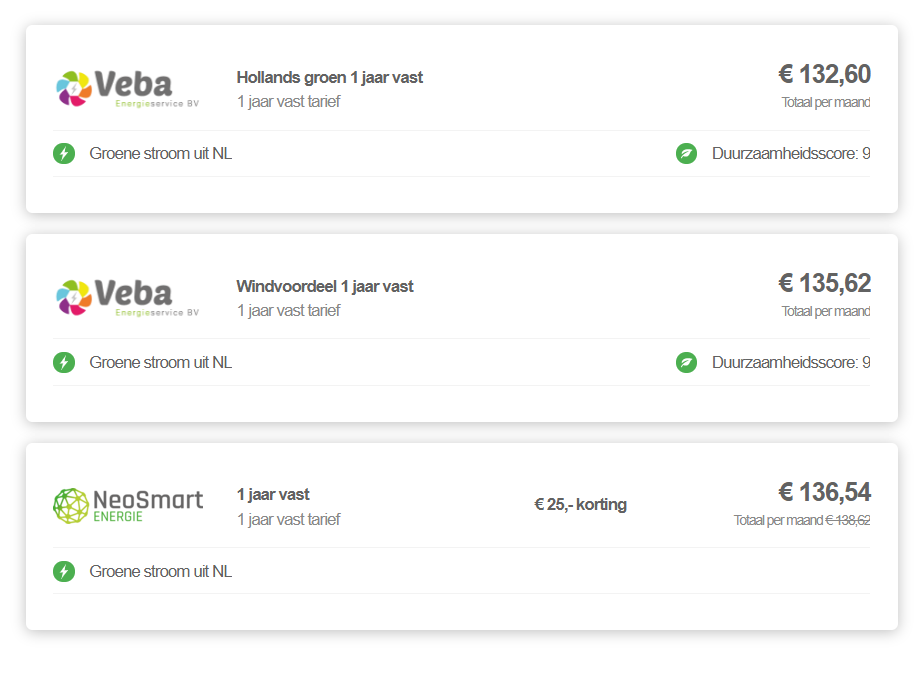 Veba
Energieservice BV
Hollands groen 1 jaar vast
1 jaar vast tarief
€ 132,60
Totaal per maand
Groene stroom uit NL
Duurzaamheidsscore: 9
Veba
Energieservice BV
Windvoordeel 1 jaar vast
1 jaar vast tarief
€ 135,62
Totaal per maand
Groene stroom uit NL
Duurzaamheidsscore: 9
NeoSmart
ENERGIE
1 jaar vast
1 jaar vast tarief
€ 25,- korting
€ 136,54
Totaal per maand € 138,62
Groene stroom uit NL